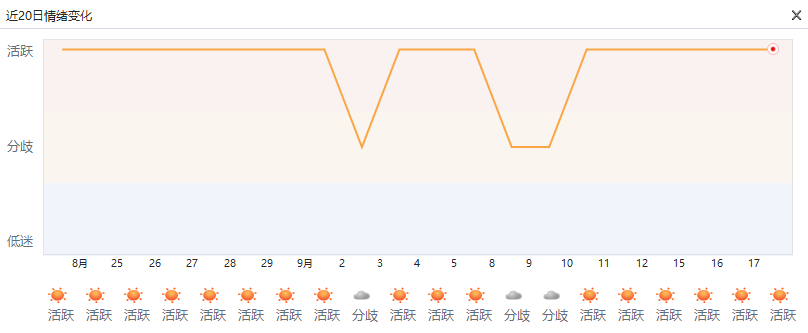 近20日情绪变化
活跃
分歧
低迷
8月 25 26 27 28 29 9月 2 3 4 5 8 9 10 11 12 15 16 17
活跃 活跃 活跃 活跃 活跃 活跃 活跃 活跃 分歧 活跃 活跃 活跃 分歧 分歧 活跃 活跃 活跃 活跃 活跃 活跃